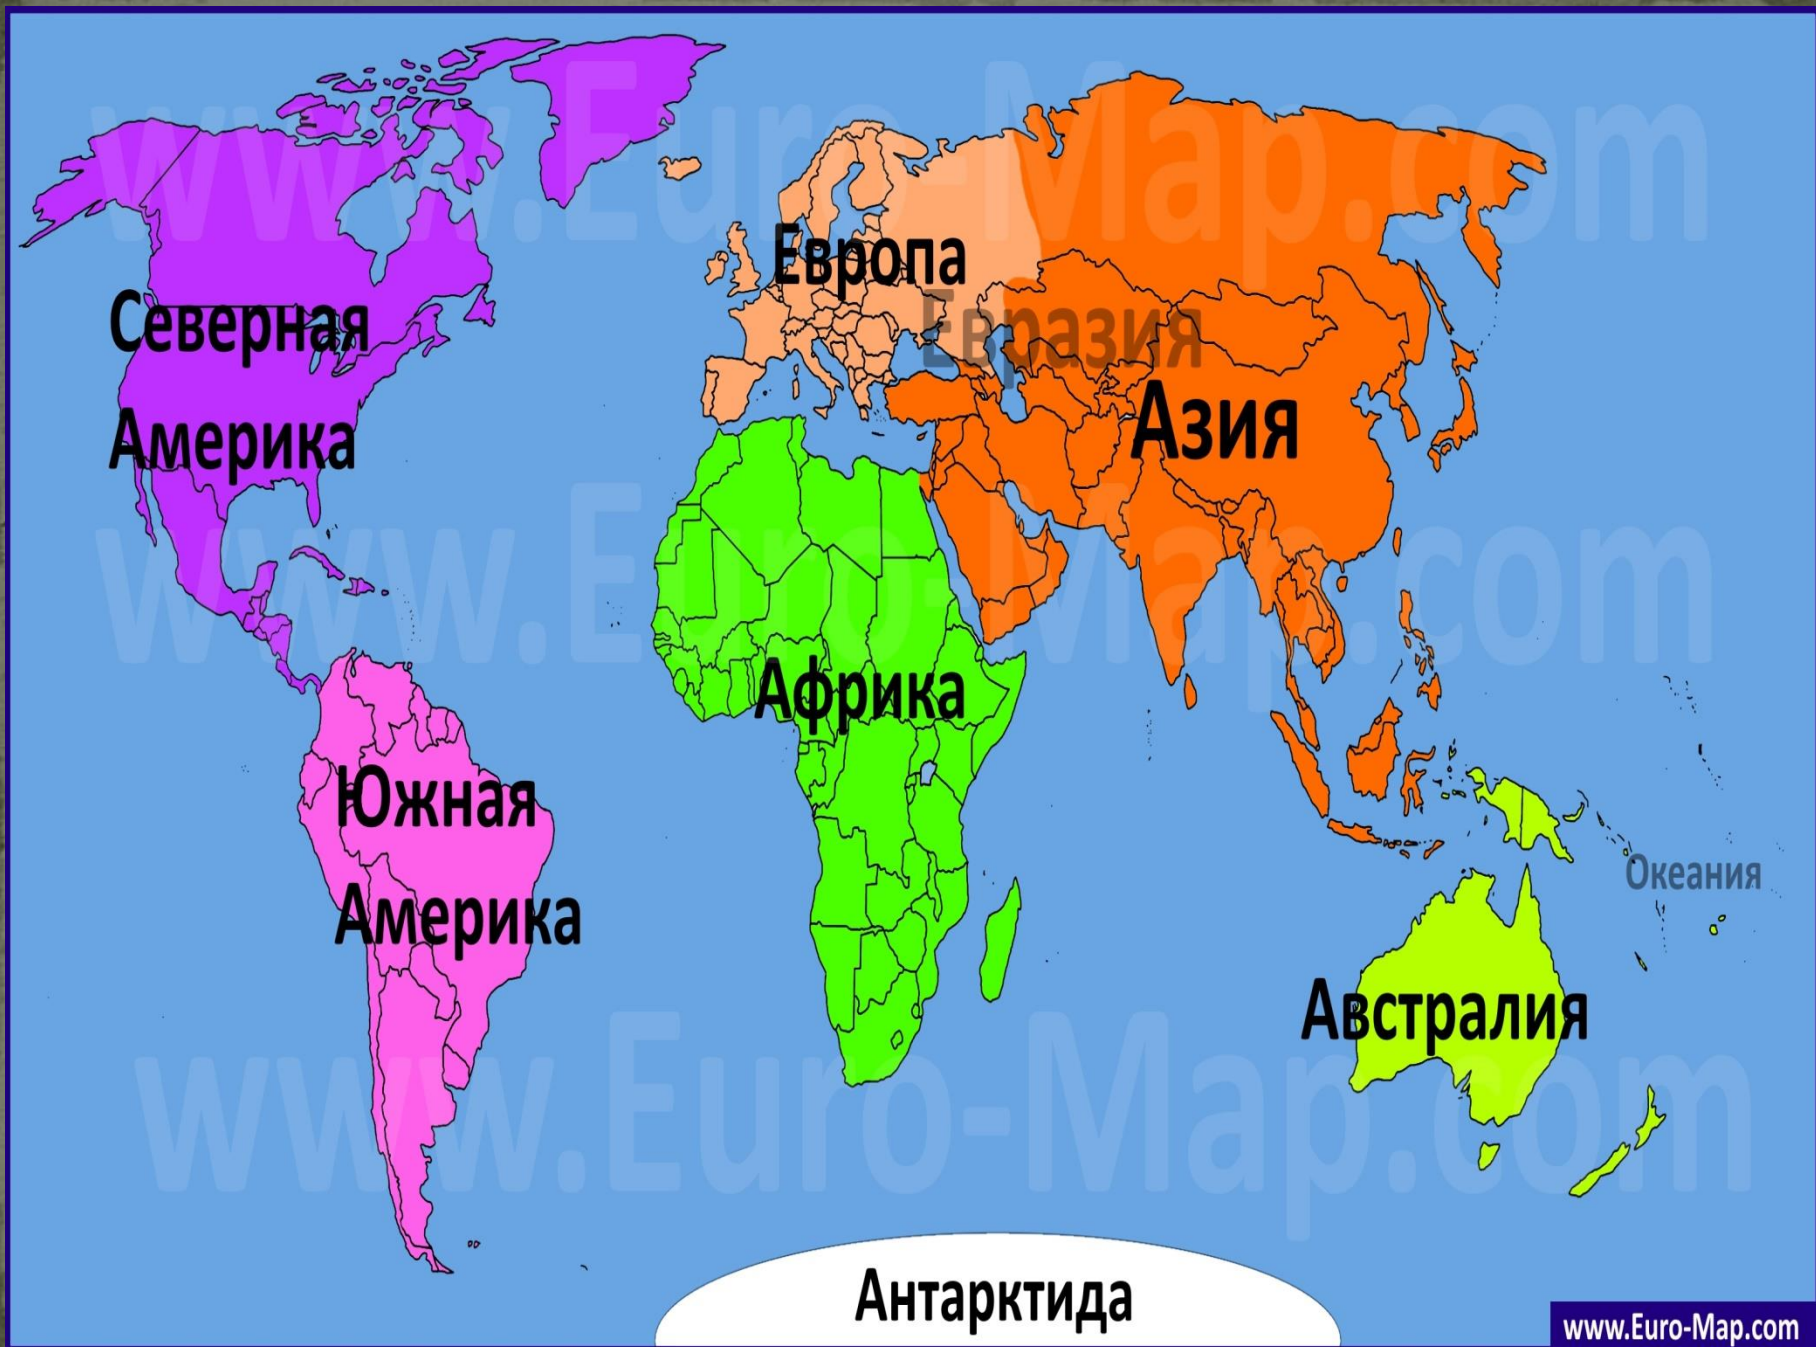 www.Euro-Map.com
Европа
Евразия
Северная
Америка
Азия
www.Euro-Map.com
Африка
Южная
Америка
Океания
Австралия
www.Euro-Map.com
Антарктида
www.Euro-Map.com